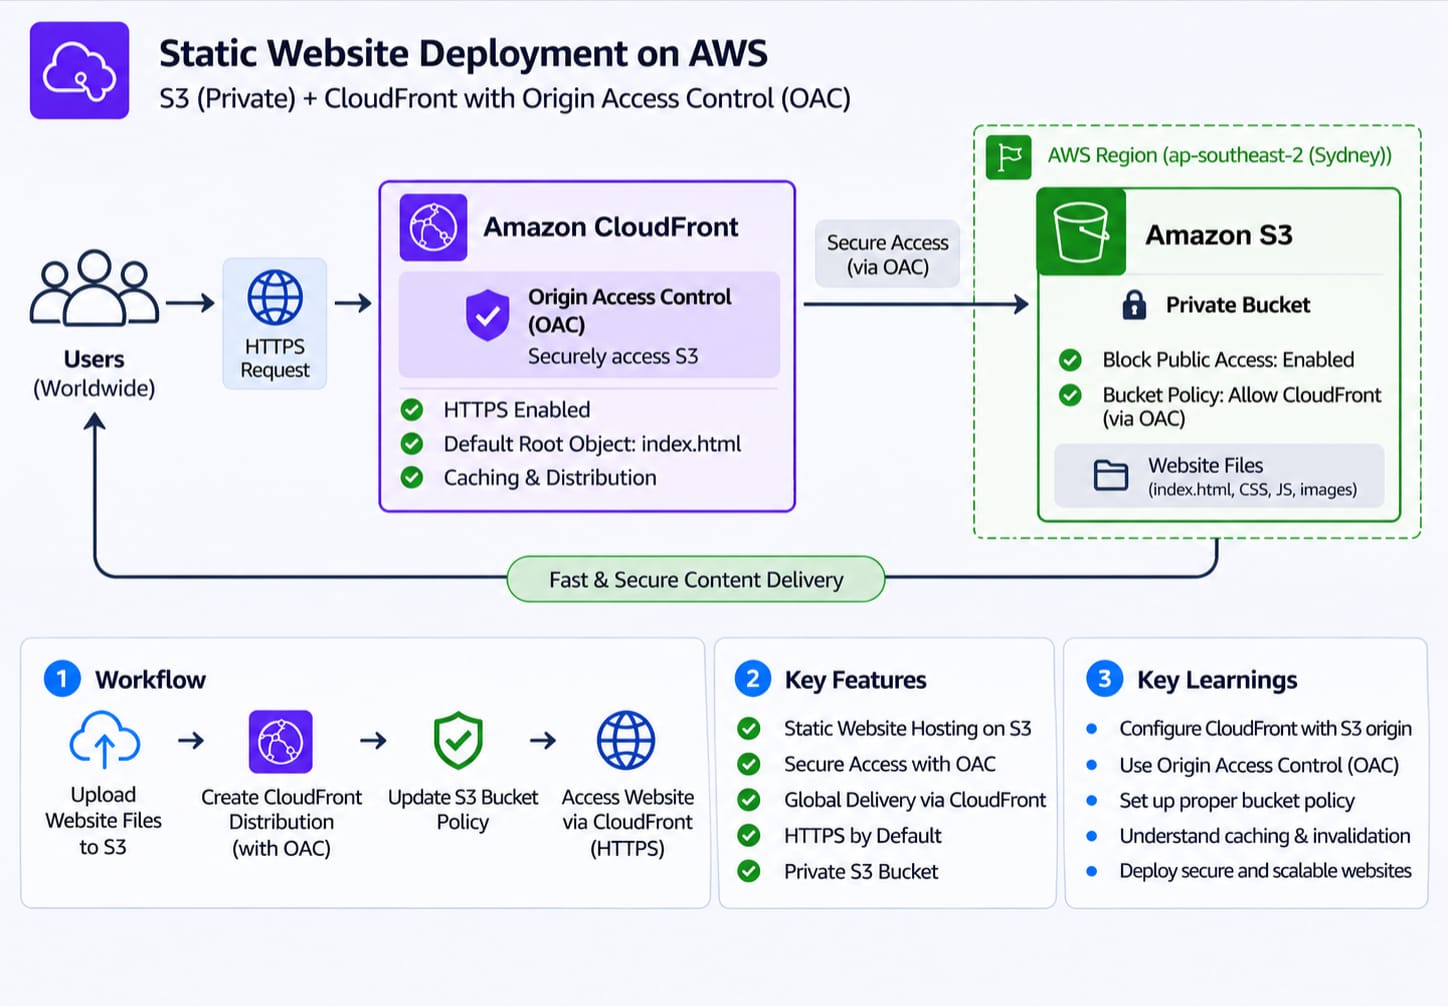 Static Website Deployment on AWS
S3 (Private) + CloudFront with Origin Access Control (OAC)
AWS Region (ap-southeast-2 (Sydney))
Users
(Worldwide)
HTTPS
Request
Amazon CloudFront
Origin Access Control
(OAC)
Securely access S3
HTTPS Enabled
Default Root Object: index.html
Caching & Distribution
Secure Access
(via OAC)
Amazon S3
Private Bucket
Block Public Access: Enabled
Bucket Policy: Allow CloudFront
(via OAC)
Website Files
(index.html, CSS, JS, images)
Fast & Secure Content Delivery
1 Workflow
Upload
Website Files
to S3
Create CloudFront
Distribution
(with OAC)
Update S3 Bucket
Policy
Access Website
via CloudFront
(HTTPS)
2 Key Features
Static Website Hosting on S3
Secure Access with OAC
Global Delivery via CloudFront
HTTPS by Default
Private S3 Bucket
3 Key Learnings
Configure CloudFront with S3 origin
Use Origin Access Control (OAC)
Set up proper bucket policy
Understand caching & invalidation
Deploy secure and scalable websites